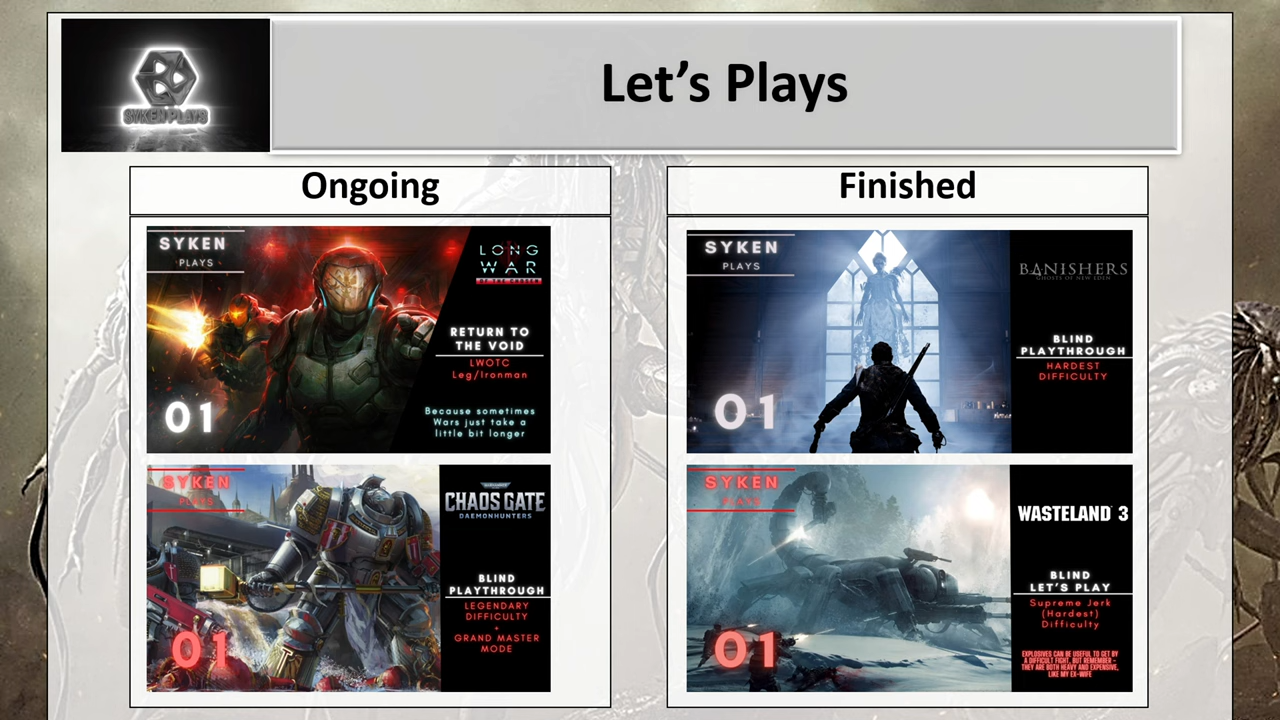 SYKEN PLAYS
Let's Plays
Ongoing
Finished
SYKEN
PLAYS
LONG
WAR
OF THE CHOSEN
RETURN TO
THE VOID
LWOTC
Leg/Ironman
Because sometimes
Wars just take a
little bit longer
01
SYKEN
PLAYS
CHAOS GATE
DAEMONHUNTERS
BLIND
PLAYTHROUGH
LEGENDARY
DIFFICULTY
+
GRAND MASTER
MODE
01
SYKEN
PLAYS
BANISHERS
GHOSTS OF NEW EDEN
BLIND
PLAYTHROUGH
HARDEST
DIFFICULTY
01
SYKEN
PLAYS
WASTELAND 3
BLIND
LET'S PLAY
Supreme Jerk
(Hardest)
Difficulty
EXPLOSIVES CAN BE USEFUL TO GET BY
A DIFFICULT FIGHT, BUT REMEMBER -
THEY ARE BOTH HEAVY AND EXPENSIVE,
LIKE MY EX-WIFE
01